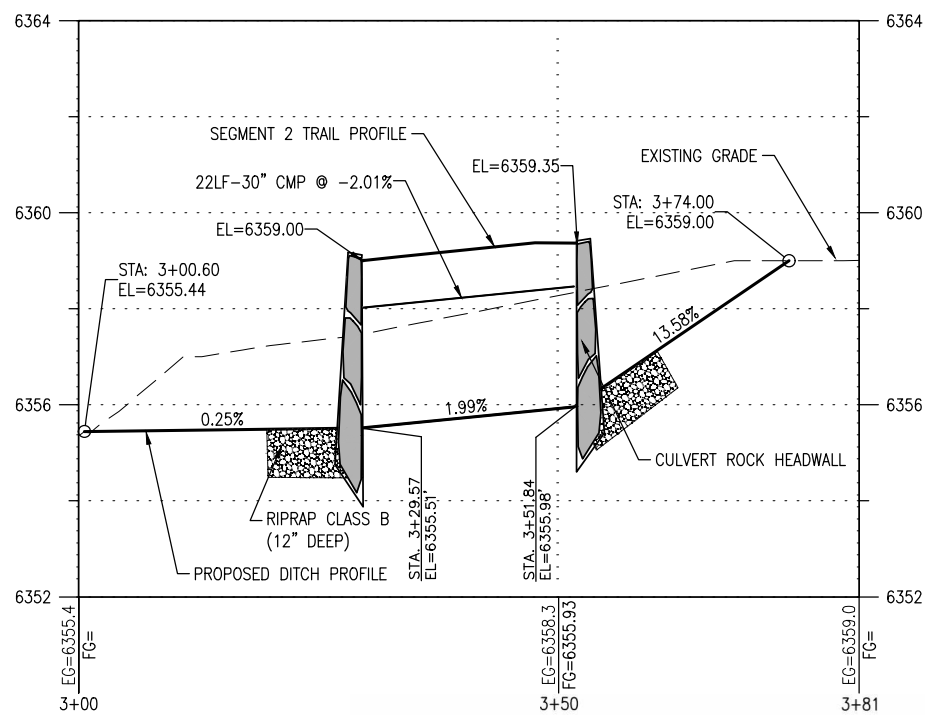 6364
6364
SEGMENT 2 TRAIL PROFILE
EL=6359.35
EXISTING GRADE
22LF-30" CMP @ -2.01%
STA: 3+74.00
EL=6359.00
6360
6360
EL=6359.00
STA: 3+00.60
EL=6355.44
13.58%
6356
0.25%
1.99%
6356
CULVERT ROCK HEADWALL
STA. 3+29.57
EL=6355.51'
STA. 3+51.84
EL=6355.98'
RIPRAP CLASS B
(12" DEEP)
PROPOSED DITCH PROFILE
6352
6352
EG=6355.4
FG=
EG=6358.3
FG=6355.93
EG=6359.0
FG=
3+00
3+50
3+81